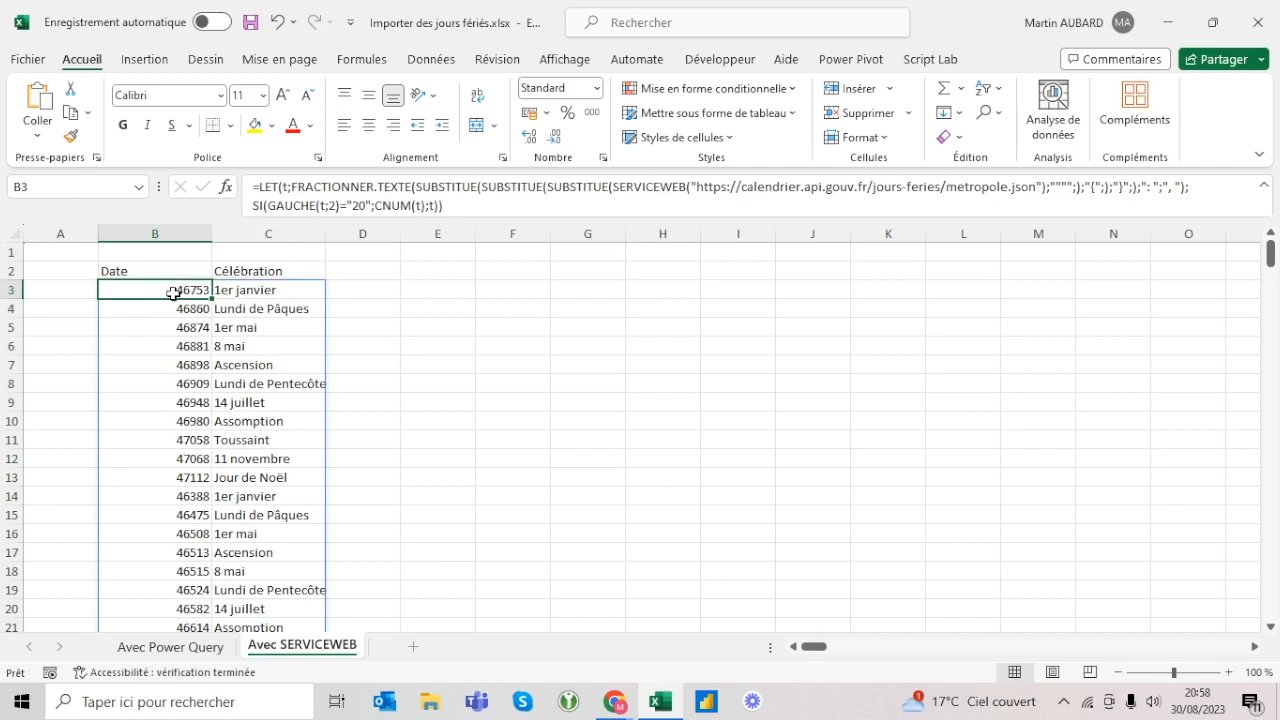 Enregistrement automatique
Importer des jours fériés.xlsx - E...
Rechercher
Martin AUBARD
MA
Fichier
Accueil
Insertion
Dessin
Mise en page
Formules
Données
Révision
Affichage
Automate
Développeur
Aide
Power Pivot
Script Lab
Commentaires
Partager
Coller
Presse-papiers
Calibri
11
G
I
S
Police
Alignement
Standard
%
000
Nombre
Mise en forme conditionnelle
Mettre sous forme de tableau
Styles de cellules
Styles
Insérer
Supprimer
Format
Cellules
Édition
Analyse de
données
Analysis
Compléments
Compléments
B3
fx
=LET(t;FRACTIONNER.TEXTE(SUBSTITUE(SUBSTITUE(SUBSTITUE(SERVICEWEB("https://calendrier.api.gouv.fr/jours-feries/metropole.json");"""";);"{";);"}";);": ";", ");
SI(GAUCHE(t;2)="20";CNUM(t);t))
A B C D E F G H I J K L M N O
1
2 Date Célébration
3 46753 1er janvier
4 46860 Lundi de Pâques
5 46874 1er mai
6 46881 8 mai
7 46898 Ascension
8 46909 Lundi de Pentecôte
9 46948 14 juillet
10 46980 Assomption
11 47058 Toussaint
12 47068 11 novembre
13 47112 Jour de Noël
14 46388 1er janvier
15 46475 Lundi de Pâques
16 46508 1er mai
17 46513 Ascension
18 46515 8 mai
19 46524 Lundi de Pentecôte
20 46582 14 juillet
21 46614 Assomption
Avec Power Query
Avec SERVICEWEB
Prêt
Accessibilité : vérification terminée
100 %
Taper ici pour rechercher
17°C Ciel couvert
20:58
30/08/2023